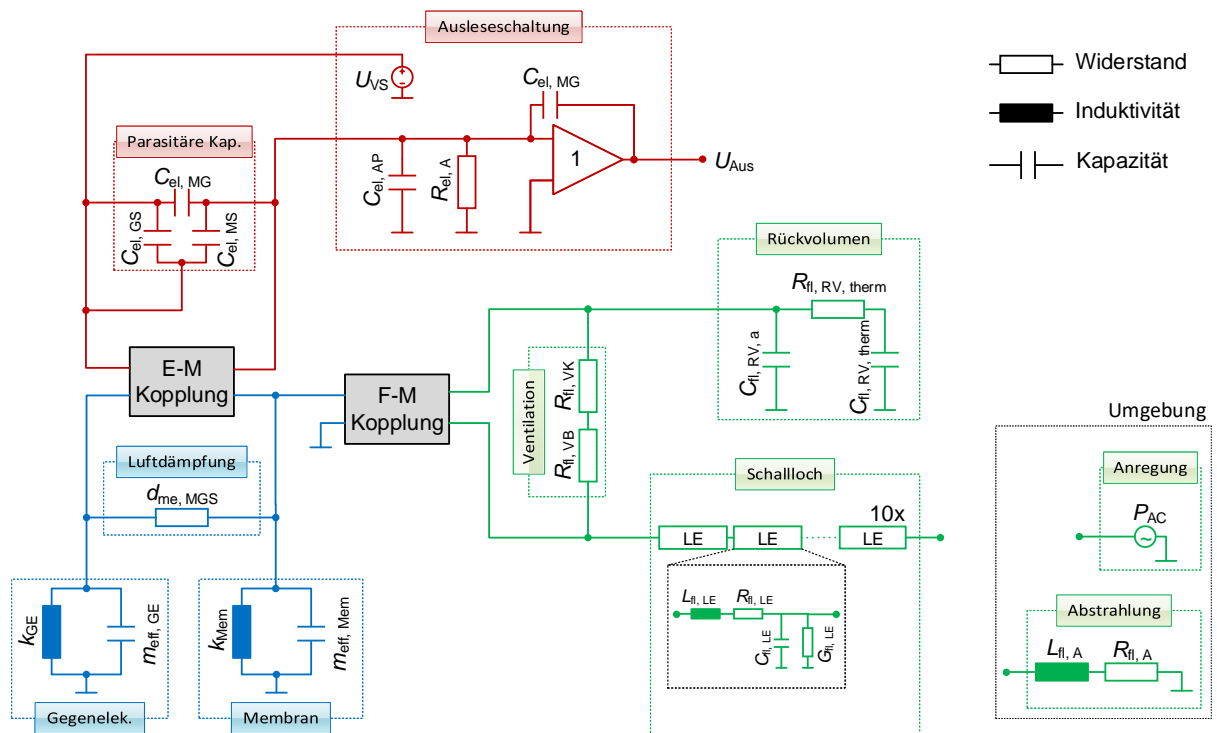 Ausleseschaltung
U_VS
C_el, MG
1
U_Aus
C_el, AP
R_el, A
Widerstand
Induktivität
Kapazität
Parasitäre Kap.
C_el, MG
C_el, GS
C_el, MS
Rückvolumen
R_fl, RV, therm
C_fl, RV, a
C_fl, RV, therm
E-M
Kopplung
F-M
Kopplung
Ventilation
R_fl, VK
R_fl, VB
Umgebung
Anregung
P_AC
Luftdämpfung
d_me, MGS
Schallloch
10x
LE
LE
LE
L_fl, LE
R_fl, LE
C_fl, LE
G_fl, LE
Abstrahlung
L_fl, A
R_fl, A
k_GE
m_eff, GE
k_Mem
m_eff, Mem
Gegenelek.
Membran